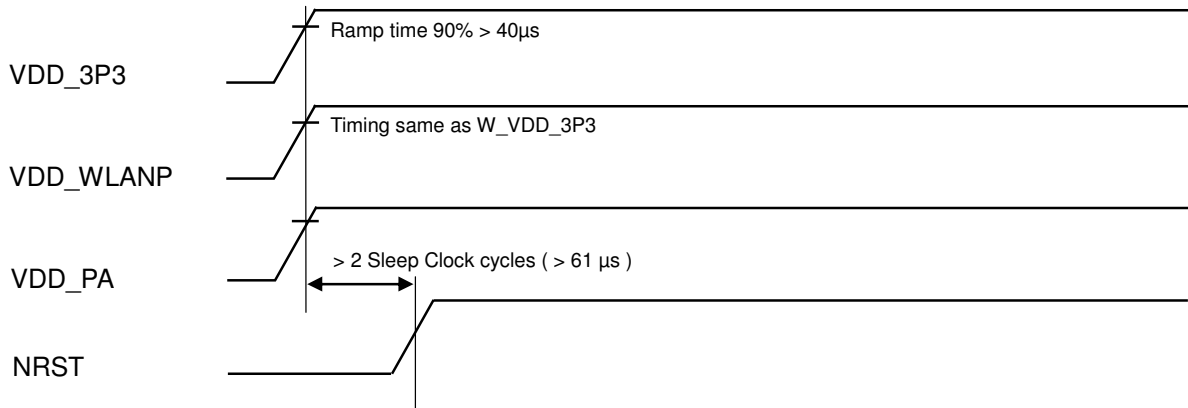 Ramp time 90% > 40µs
VDD_3P3
Timing same as W_VDD_3P3
VDD_WLANP
> 2 Sleep Clock cycles ( > 61 µs )
VDD_PA
NRST